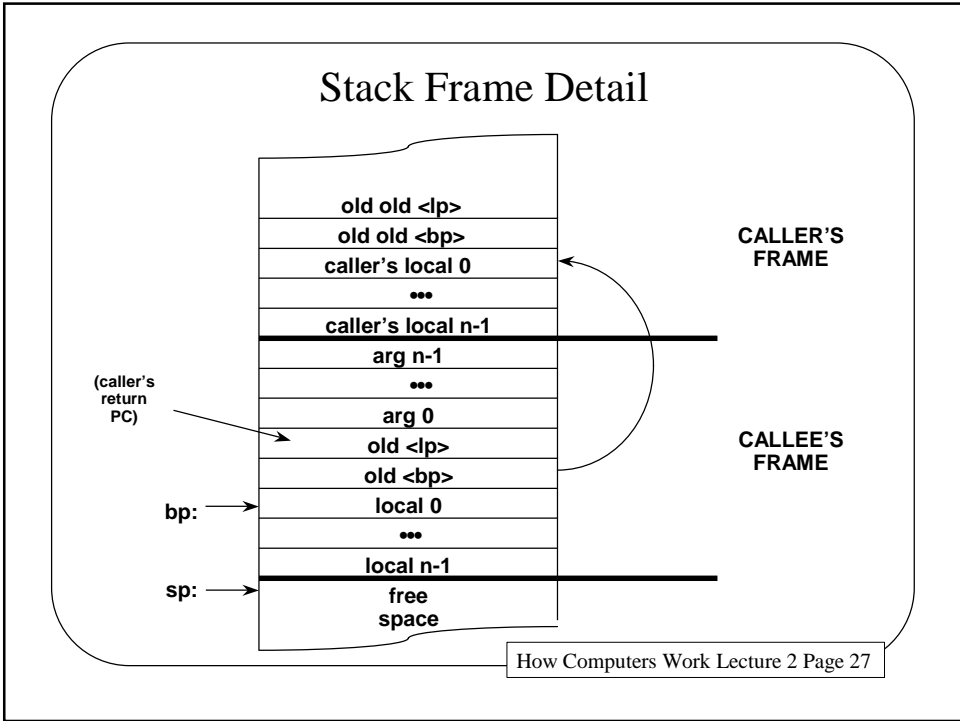 Stack Frame Detail
old old <lp>
old old <bp>
caller's local 0
•••
caller's local n-1
arg n-1
•••
arg 0
old <lp>
old <bp>
local 0
•••
local n-1
free
space
(caller's
return
PC)
bp:
sp:
CALLER'S
FRAME
CALLEE'S
FRAME
How Computers Work Lecture 2 Page 27